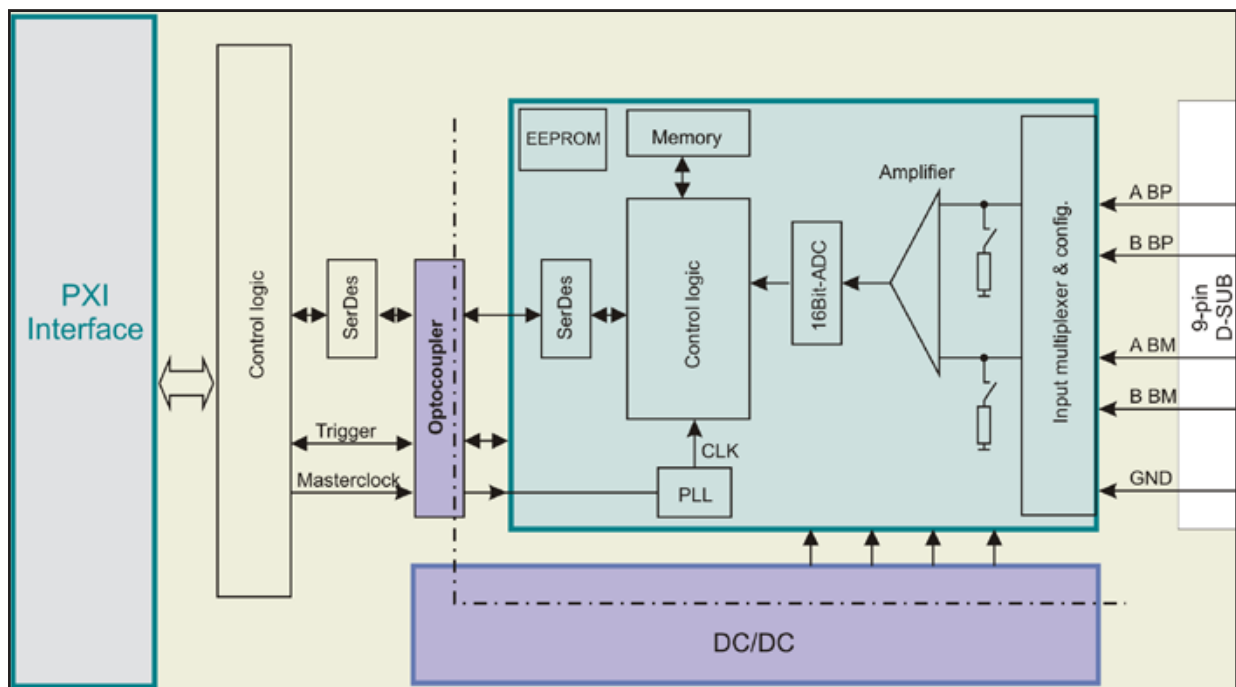 PXI
Interface
Control logic
SerDes
Trigger
Masterclock
Optocoupler
EEPROM
Memory
SerDes
Control logic
CLK
PLL
16Bit-ADC
Amplifier
Input multiplexer & config.
A BP
B BP
A BM
B BM
GND
9-pin
D-SUB
DC/DC